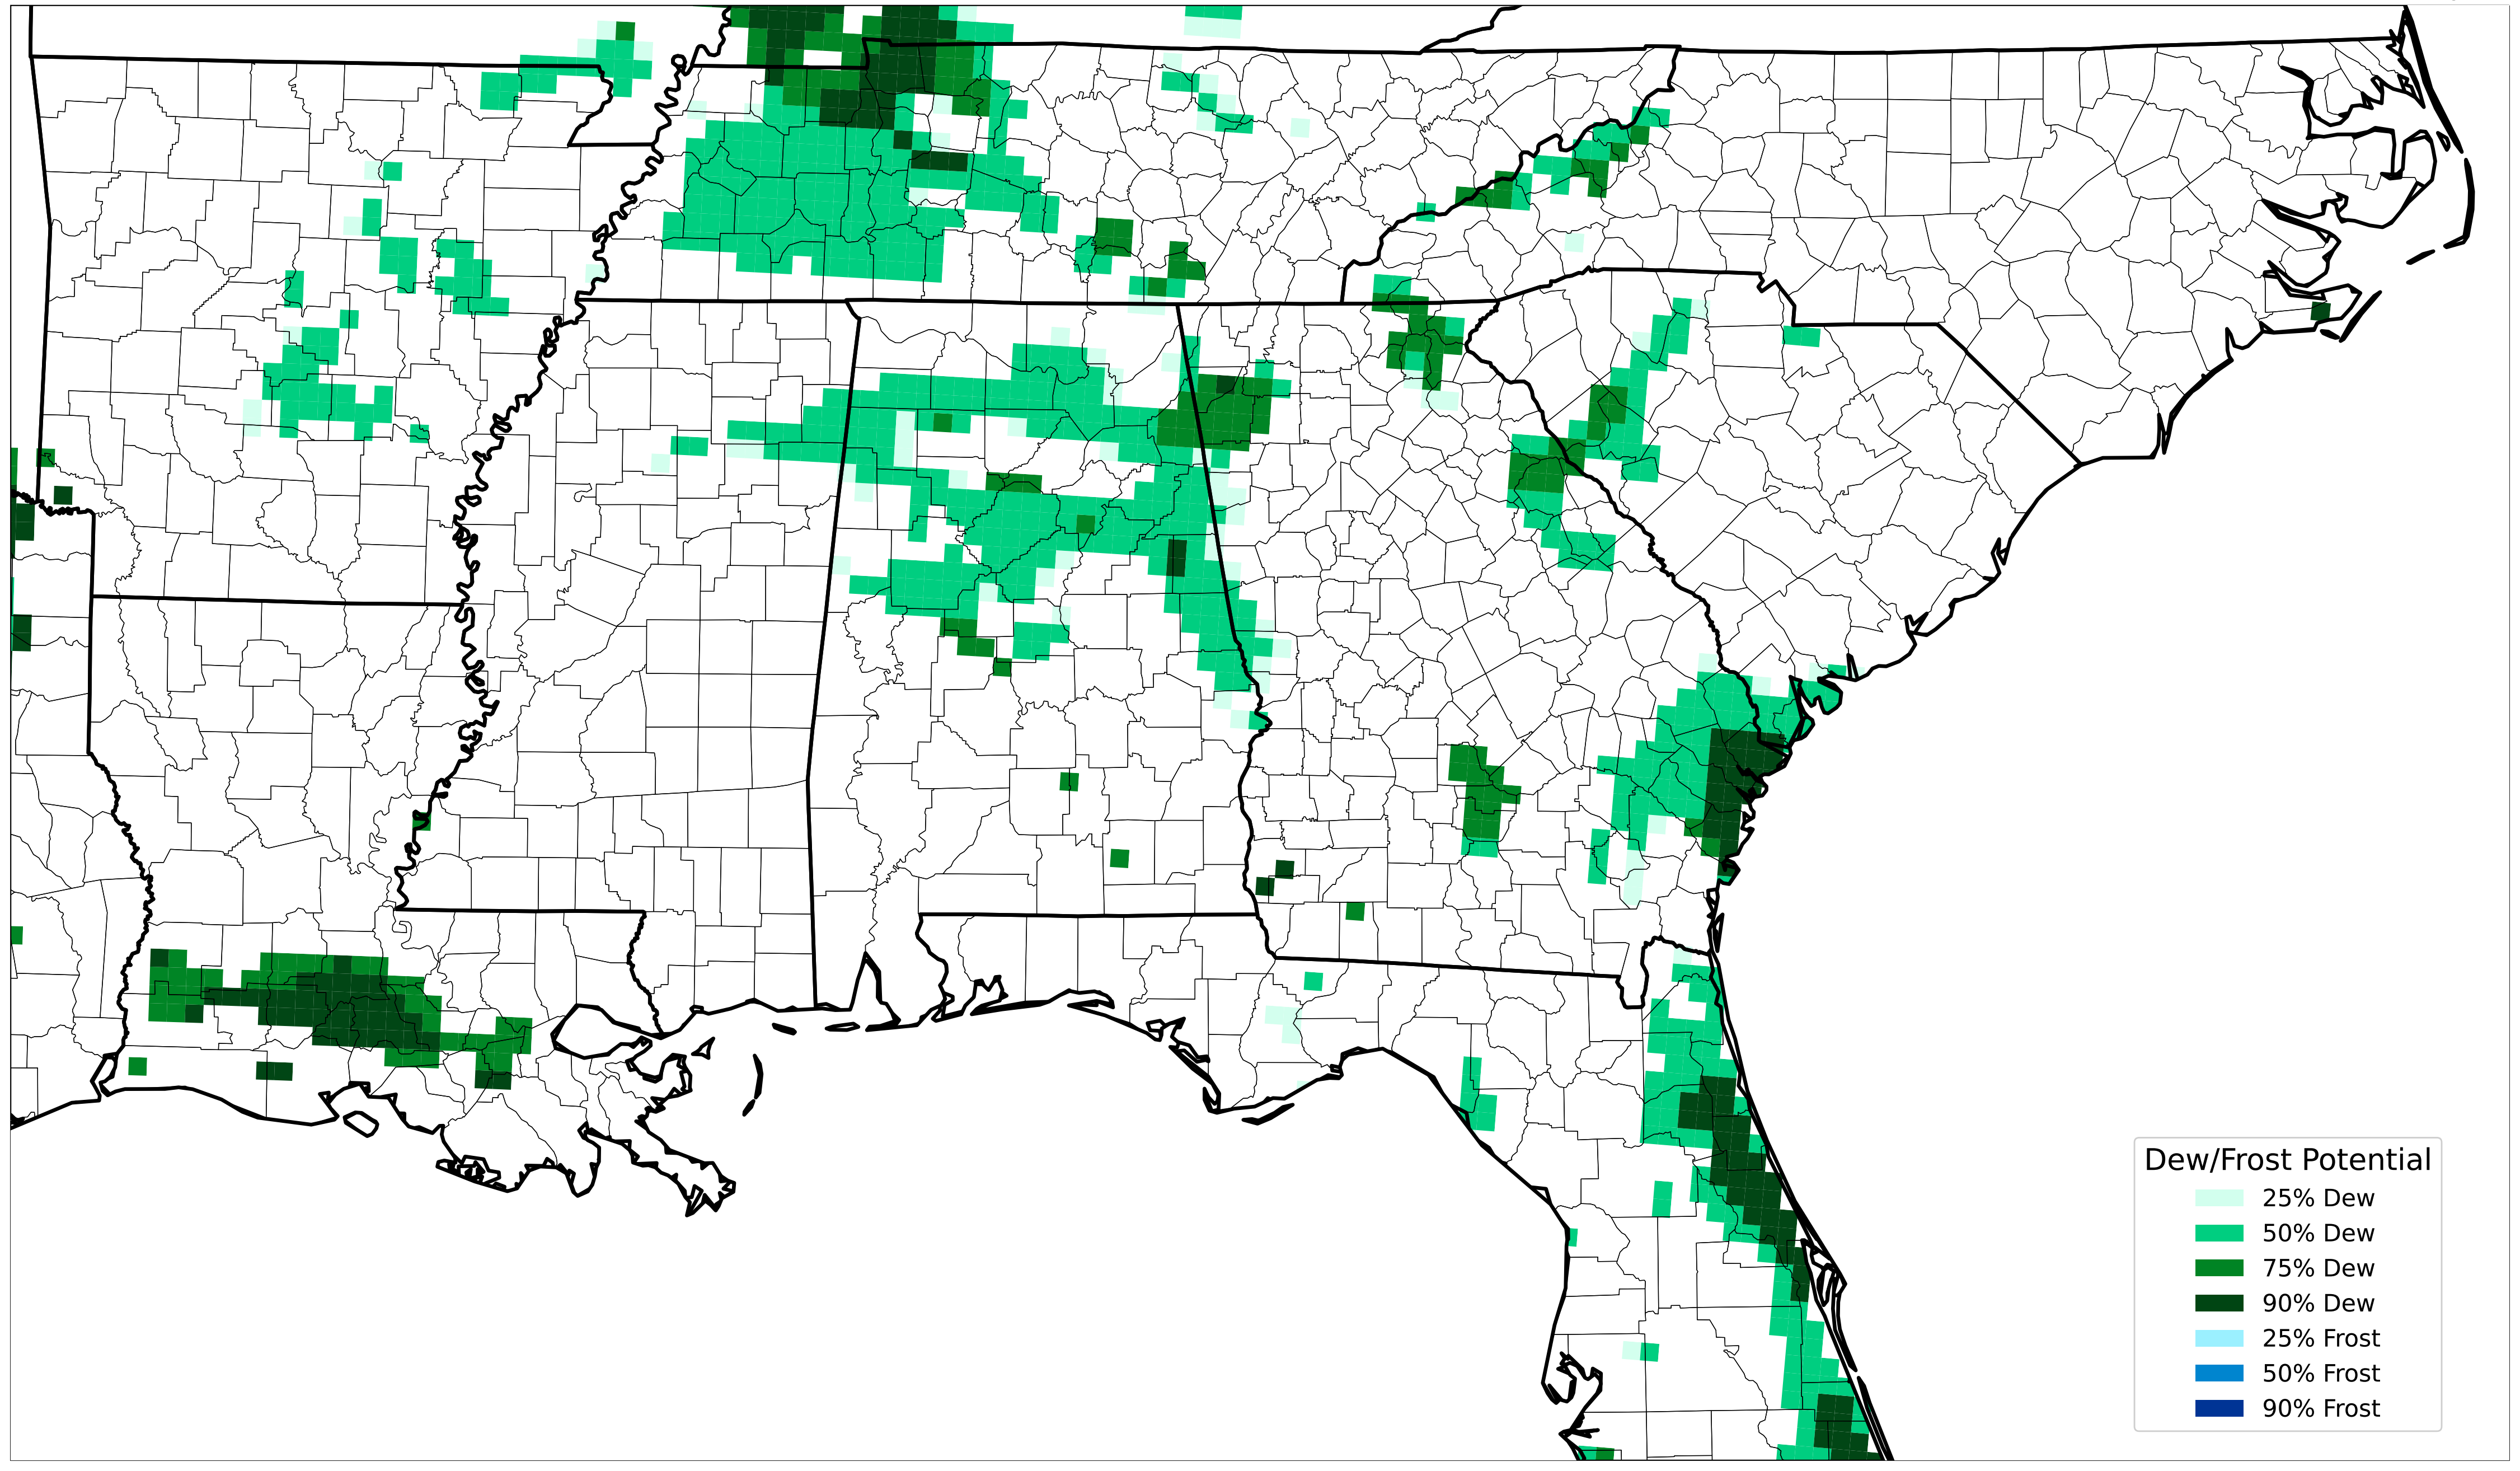 Dew/Frost Potential
25% Dew
50% Dew
75% Dew
90% Dew
25% Frost
50% Frost
90% Frost